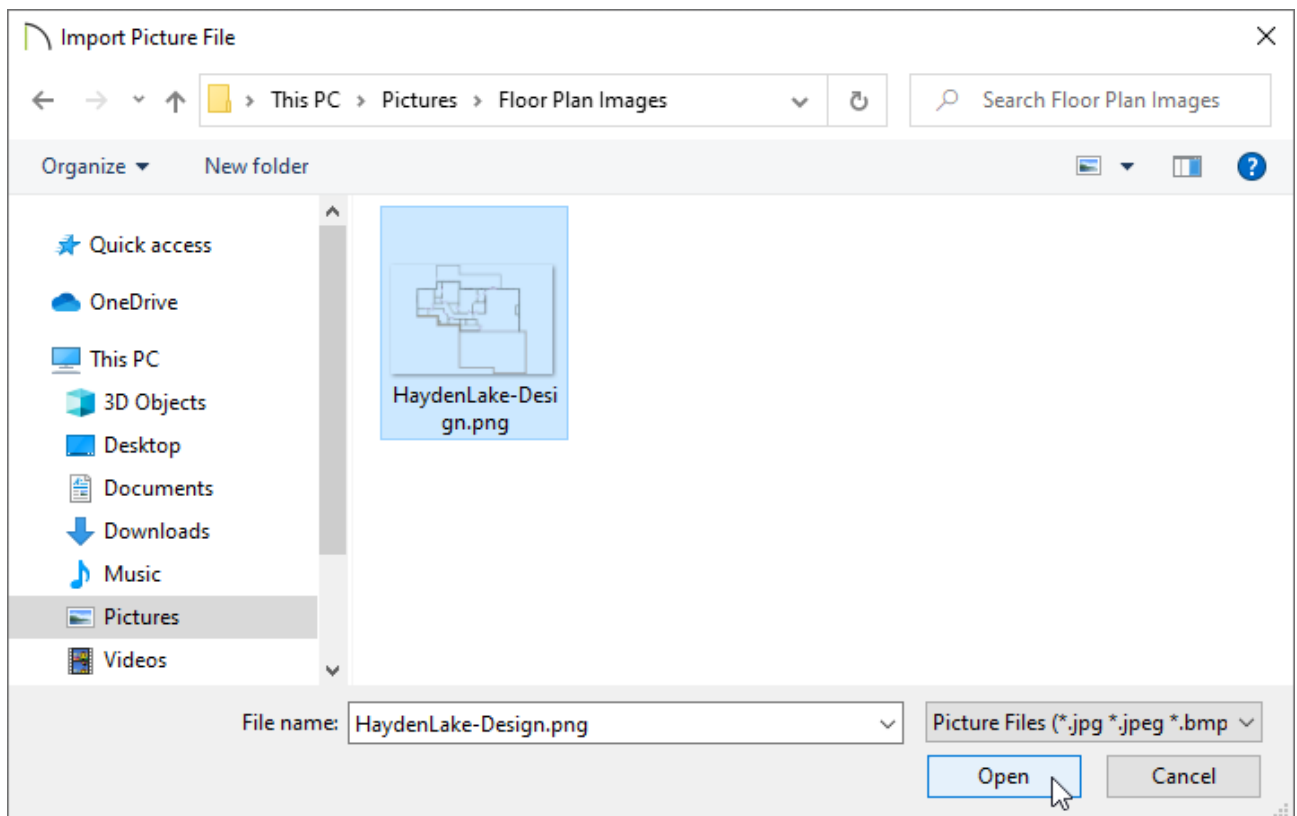 Import Picture File
This PC > Pictures > Floor Plan Images
Search Floor Plan Images
Organize
New folder
?
Quick access
OneDrive
This PC
3D Objects
Desktop
Documents
Downloads
Music
Pictures
Videos
HaydenLake-Desi
gn.png
File name: HaydenLake-Design.png
Picture Files (*.jpg *.jpeg *.bmp
Open
Cancel